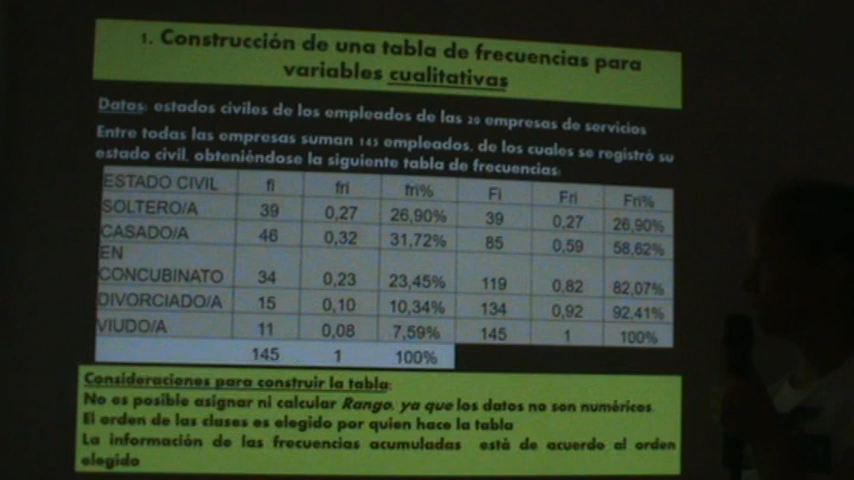 1. Construcción de una tabla de frecuencias para
variables cualitativas
Datos: estados civiles de los empleados de las 20 empresas de servicios
Entre todas las empresas suman 145 empleados, de los cuales se registró su
estado civil, obteniéndose la siguiente tabla de frecuencias:
ESTADO CIVIL fi fri fri% Fi Fri Fri%
SOLTERO/A 39 0,27 26,90% 39 0,27 26,90%
CASADO/A 46 0,32 31,72% 85 0,59 58,62%
EN
CONCUBINATO 34 0,23 23,45% 119 0,82 82,07%
DIVORCIADO/A 15 0,10 10,34% 134 0,92 92,41%
VIUDO/A 11 0,08 7,59% 145 1 100%
145 1 100%
Consideraciones para construir la tabla:
No es posible asignar ni calcular Rango, ya que los datos no son numéricos.
El orden de las clases es elegido por quien hace la tabla
La información de las frecuencias acumuladas está de acuerdo al orden
elegido